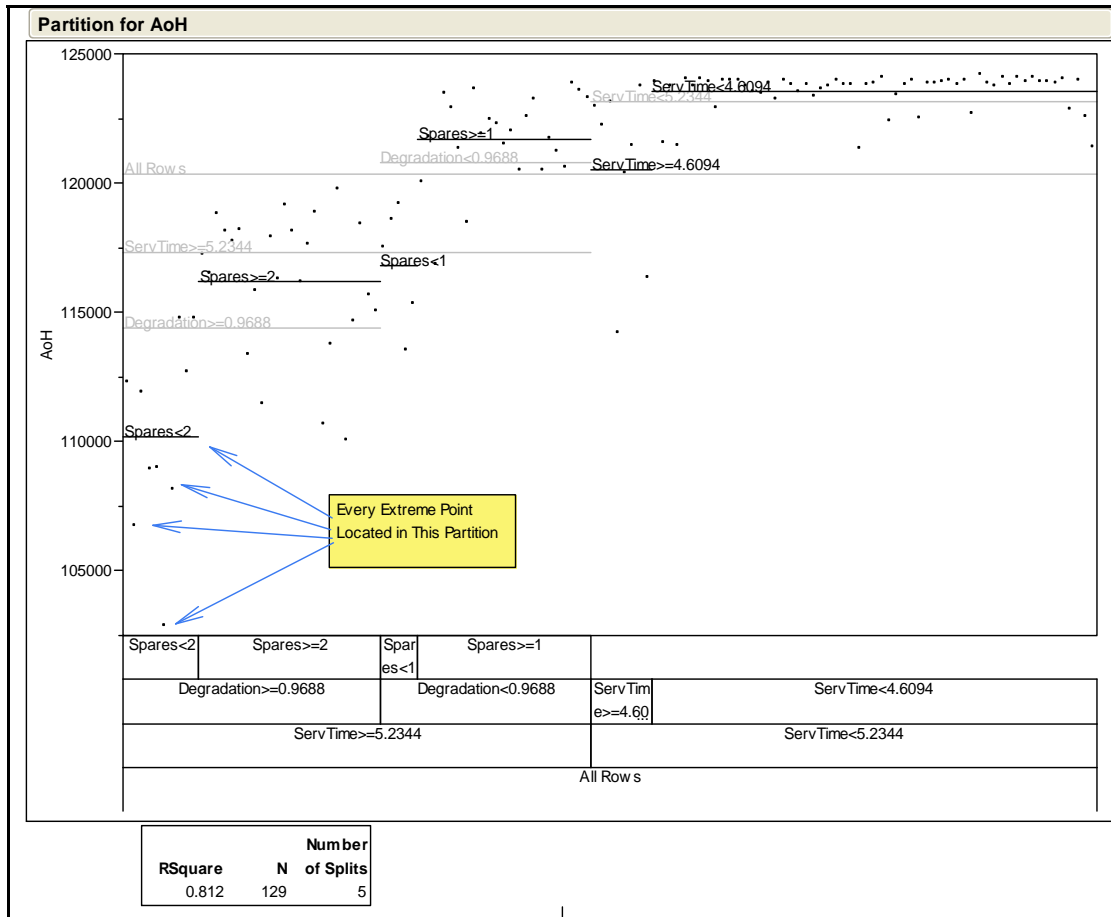 Partition for AoH
125000
120000
115000
110000
105000
AoH
ServTime<4.6094
ServTime<5.2344
Spares>=1
Degradation<0.9688
ServTime>=4.6094
All Rows
ServTime>=5.2344
Spares<1
Spares>=2
Degradation>=0.9688
Spares<2
Every Extreme Point
Located in This Partition
Spares<2 Spares>=2 Spar Spares>=1
es<1
Degradation>=0.9688 Degradation<0.9688 ServTim ServTime<4.6094
e>=4.60...
ServTime>=5.2344 ServTime<5.2344
All Rows
Number
RSquare N of Splits
0.812 129 5